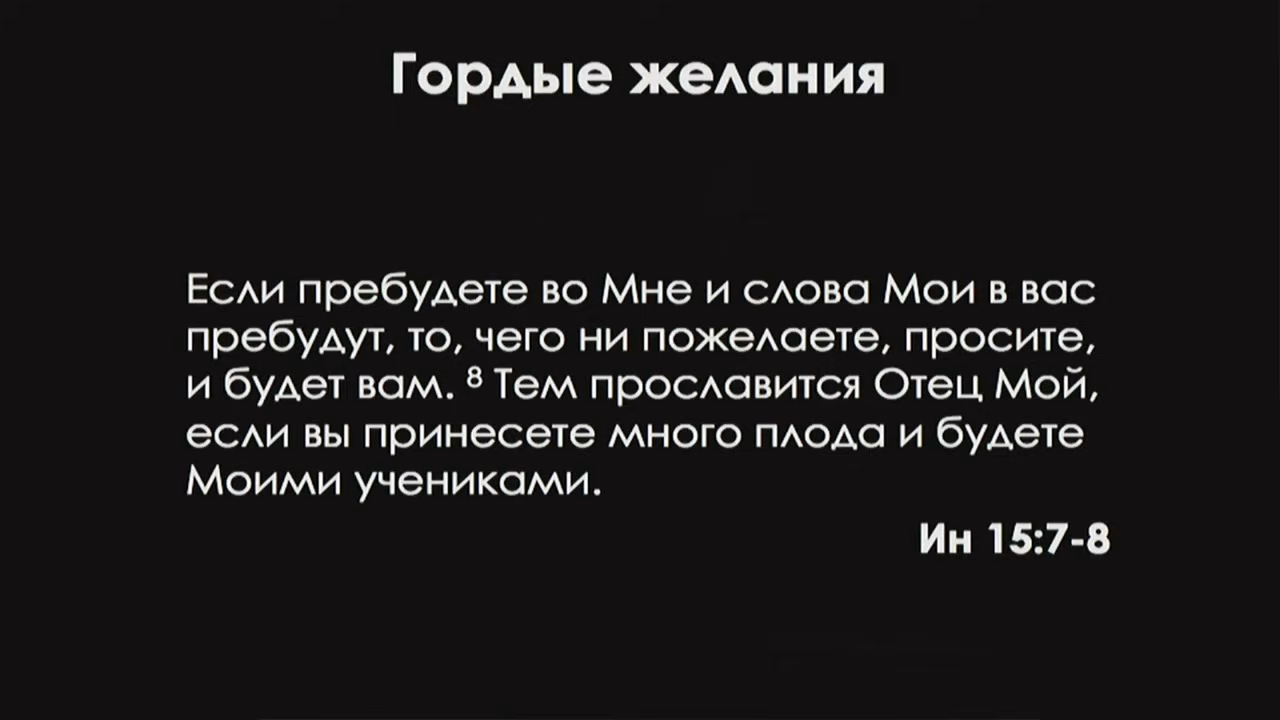 Гордые желания
Если пребудете во Мне и слова Мои в вас
пребудут, то, чего ни пожелаете, просите,
и будет вам. ⁸ Тем прославится Отец Мой,
если вы принесете много плода и будете
Моими учениками.
Ин 15:7-8